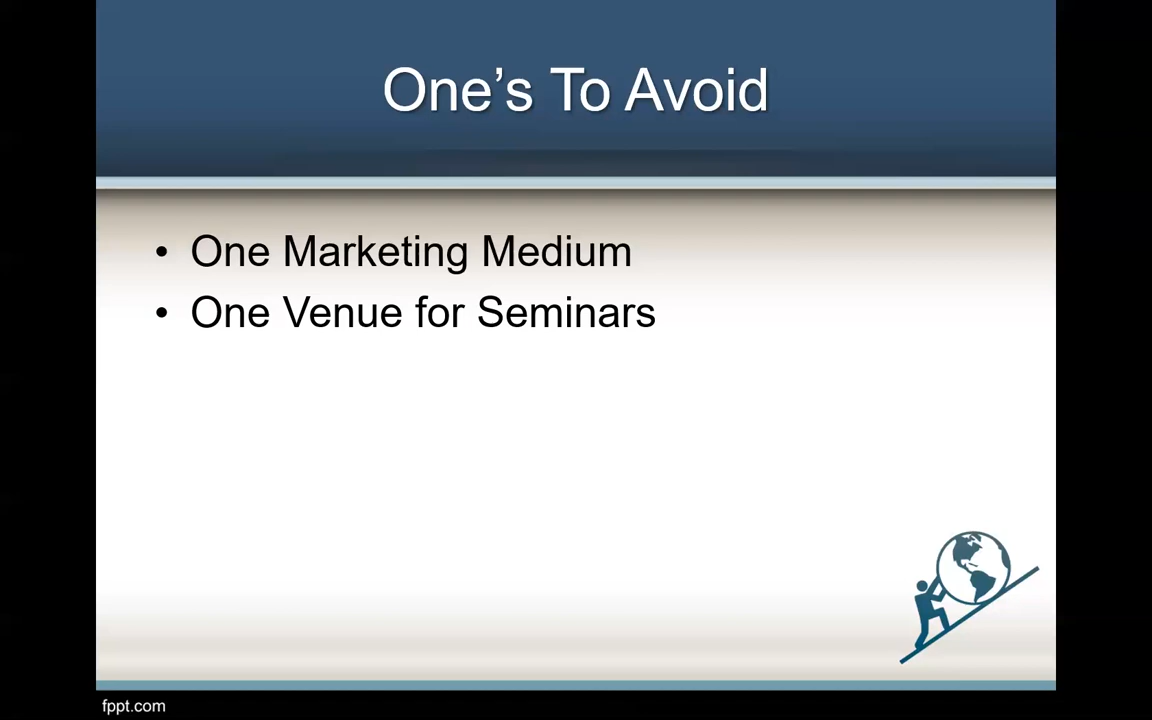 One's To Avoid
• One Marketing Medium
• One Venue for Seminars
fppt.com